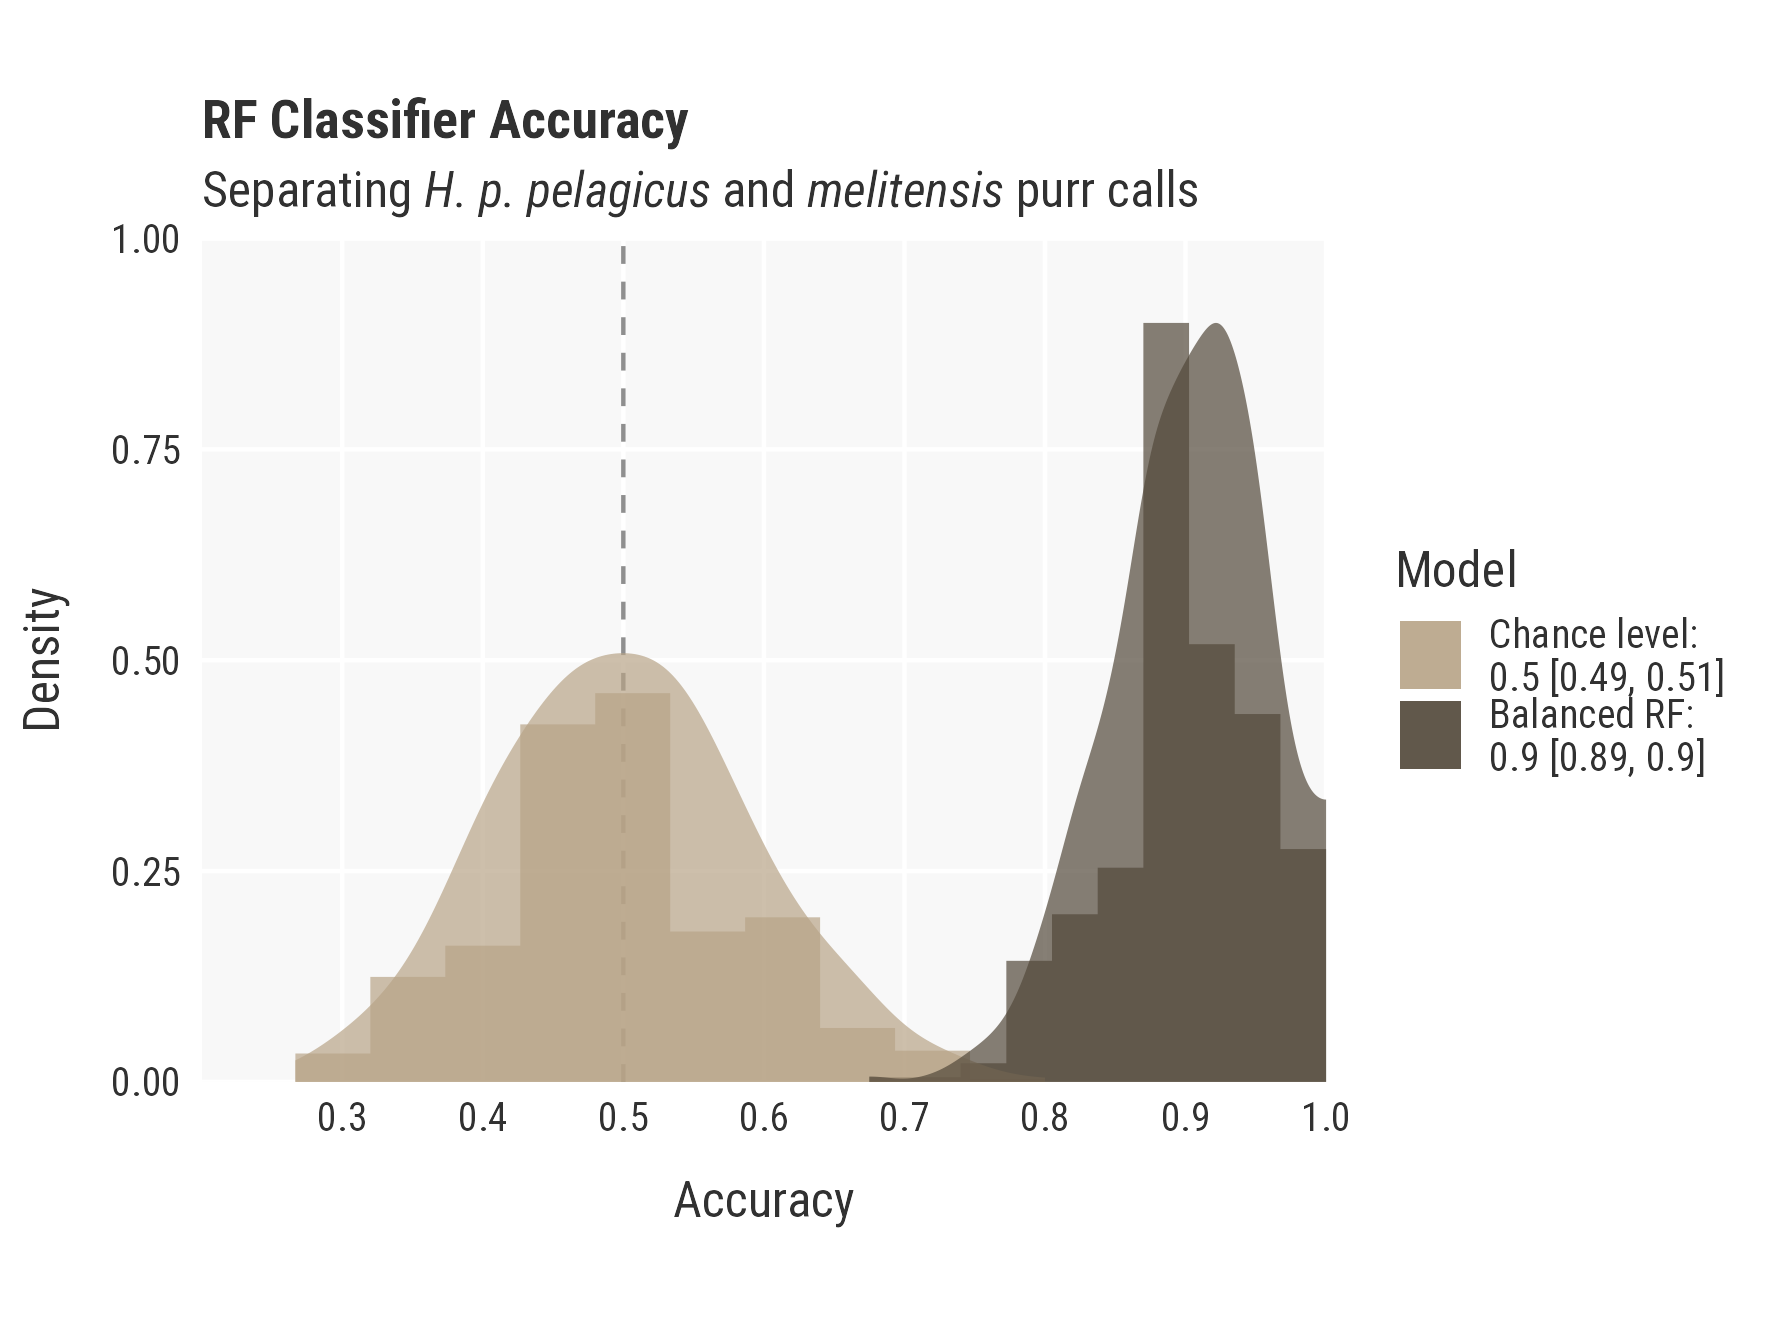 RF Classifier Accuracy
Separating H. p. pelagicus and melitensis purr calls
1.00
0.75
0.50
0.25
0.00
Density
0.3 0.4 0.5 0.6 0.7 0.8 0.9 1.0
Accuracy
Model
Chance level:
0.5 [0.49, 0.51]
Balanced RF:
0.9 [0.89, 0.9]